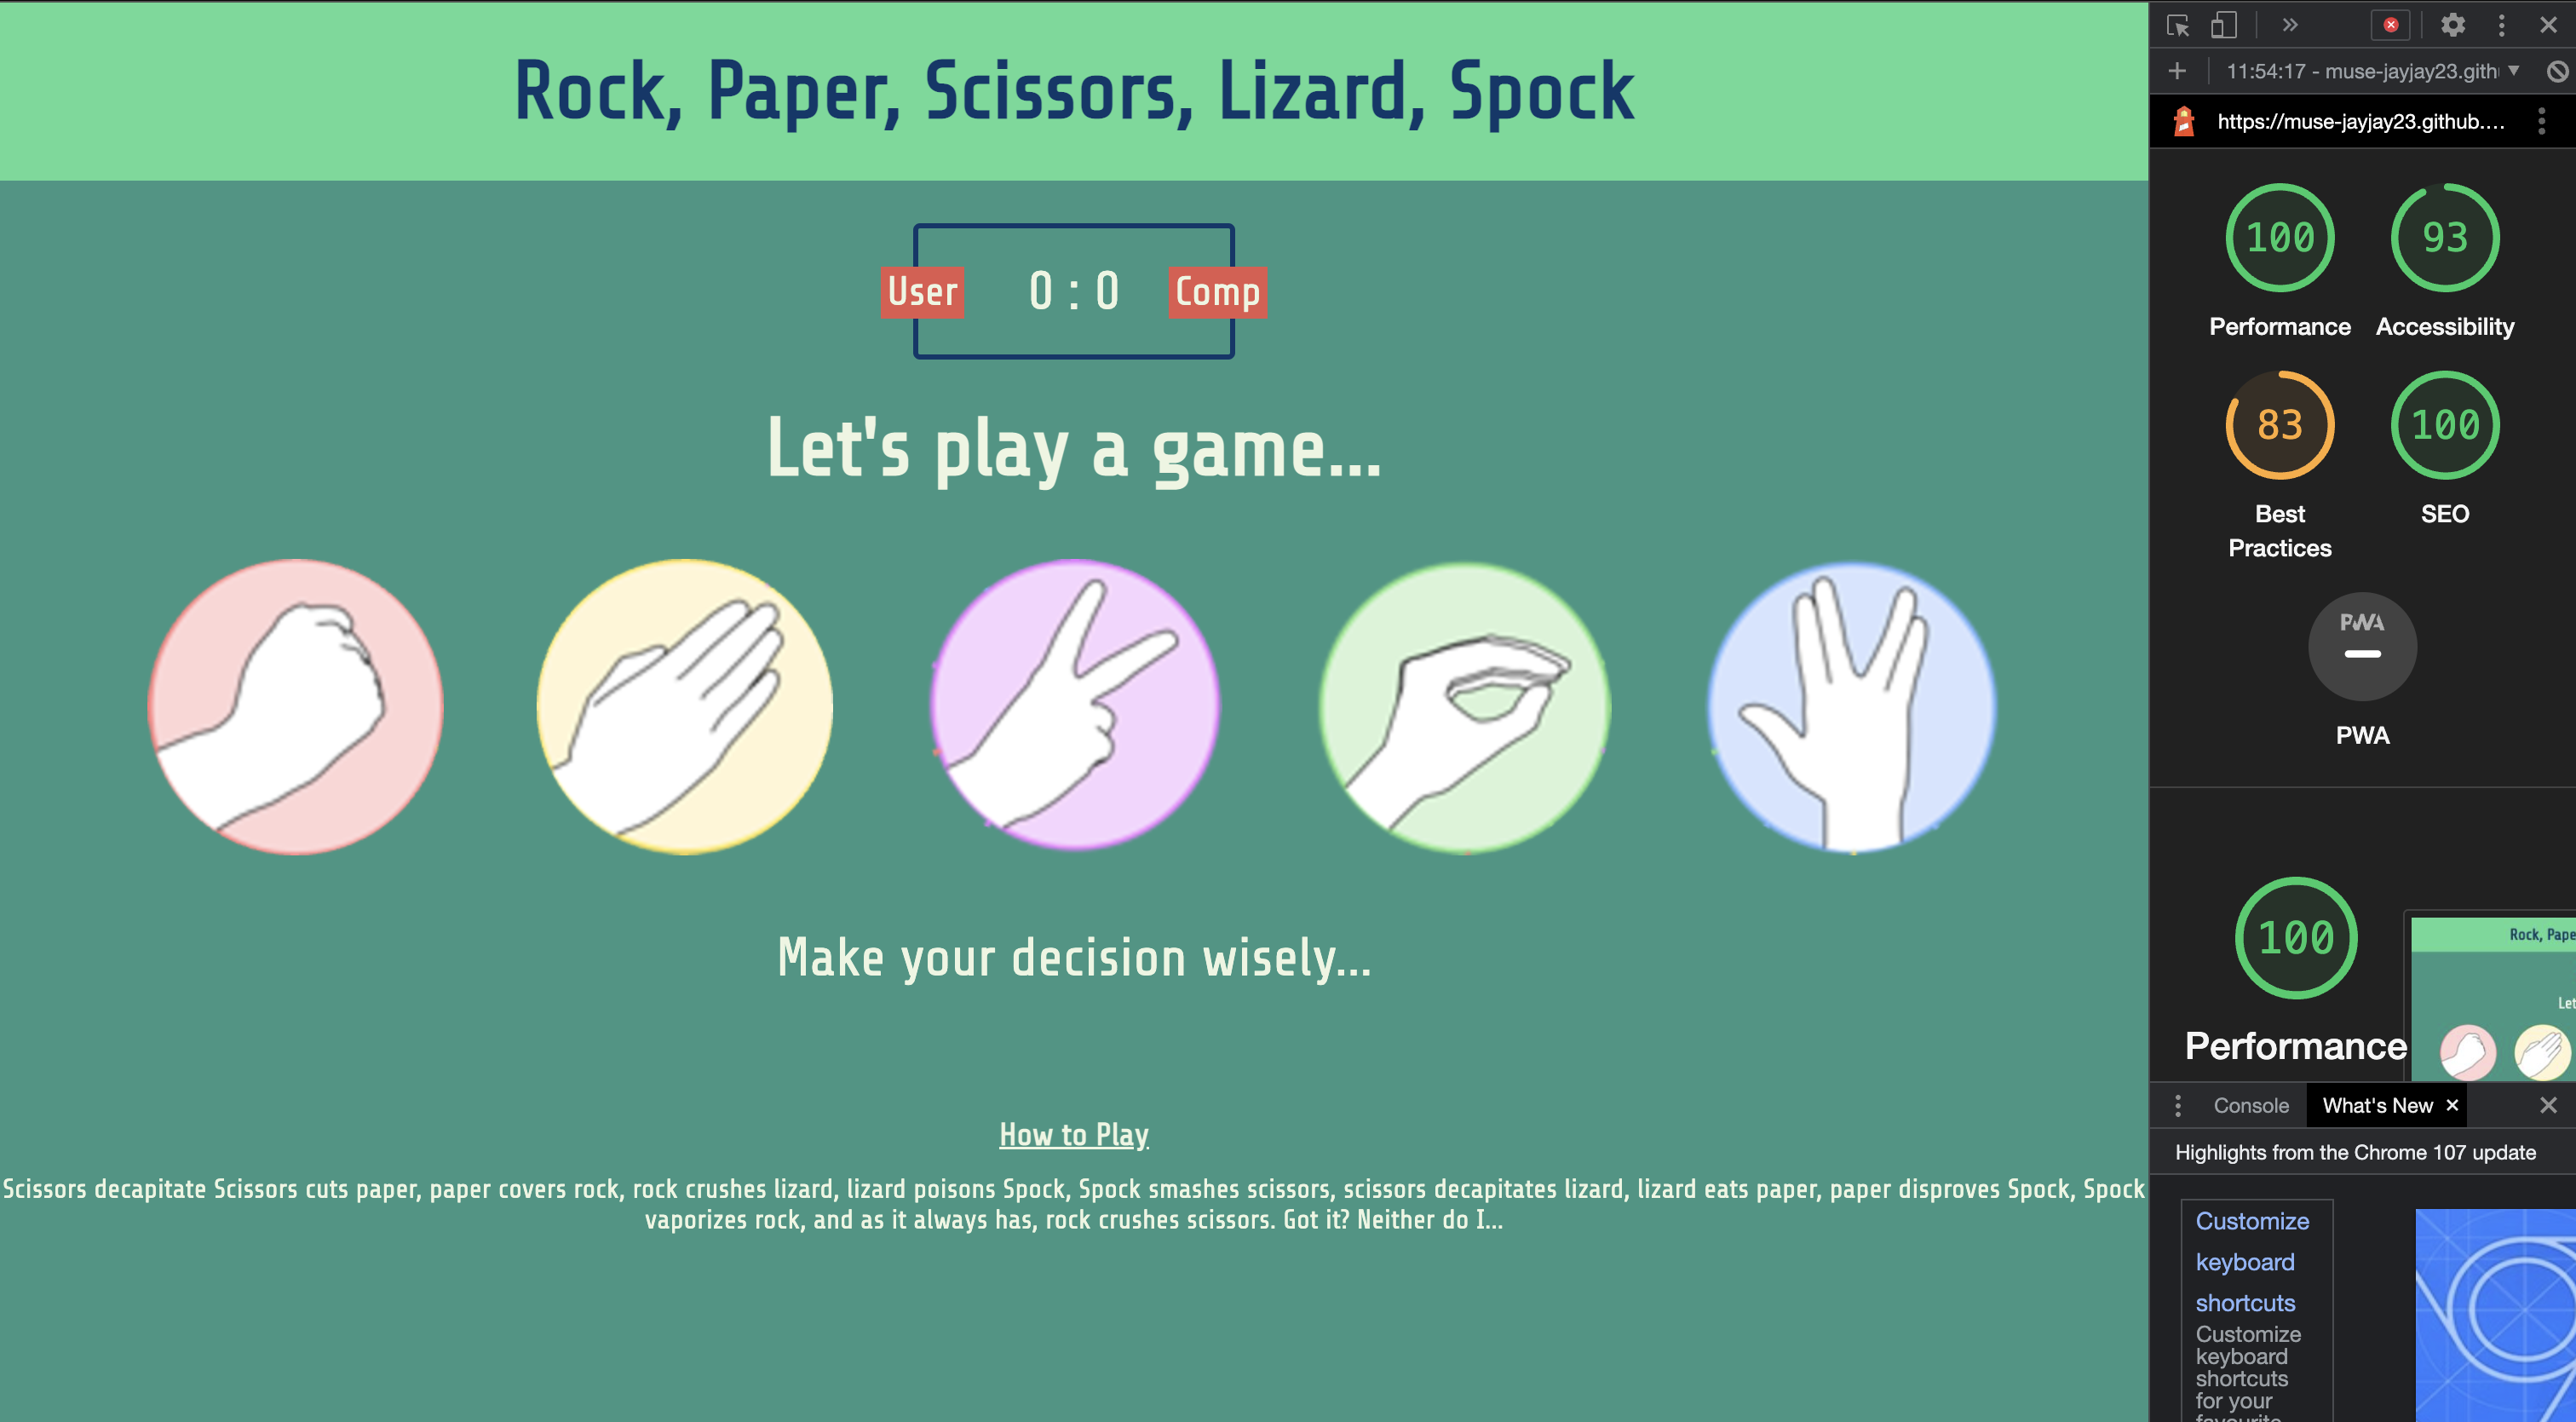 Rock, Paper, Scissors, Lizard, Spock
User 0 : 0 Comp
Let's play a game...
Make your decision wisely...
How to Play
Scissors decapitate Scissors cuts paper, paper covers rock, rock crushes lizard, lizard poisons Spock, Spock smashes scissors, scissors decapitates lizard, lizard eats paper, paper disproves Spock, Spock
vaporizes rock, and as it always has, rock crushes scissors. Got it? Neither do I...
11:54:17 - muse-jayjay23.gith
https://muse-jayjay23.github....
100
Performance
93
Accessibility
83
Best
Practices
100
SEO
PWA
PWA
100
Performance
Rock, Pape
Let
Console
What's New
Highlights from the Chrome 107 update
Customize
keyboard
shortcuts
Customize
keyboard
shortcuts
for your